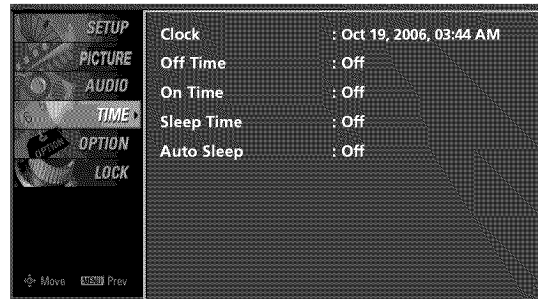 SETUP
PICTURE
AUDIO
TIME
OPTION
OPTION
LOCK
Move MENU Prev
Clock : Oct 19, 2006, 03:44 AM
Off Time : Off
On Time : Off
Sleep Time : Off
Auto Sleep : Off